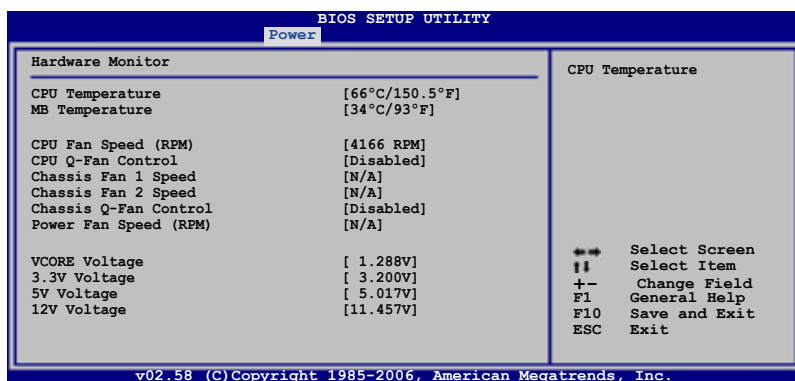 BIOS SETUP UTILITY
Power
Hardware Monitor
CPU Temperature [66°C/150.5°F]
MB Temperature [34°C/93°F]
CPU Fan Speed (RPM) [4166 RPM]
CPU Q-Fan Control [Disabled]
Chassis Fan 1 Speed [N/A]
Chassis Fan 2 Speed [N/A]
Chassis Q-Fan Control [Disabled]
Power Fan Speed (RPM) [N/A]
VCORE Voltage [ 1.288V]
3.3V Voltage [ 3.200V]
5V Voltage [ 5.017V]
12V Voltage [11.457V]
CPU Temperature
←→ Select Screen
↑↓ Select Item
+- Change Field
F1 General Help
F10 Save and Exit
ESC Exit
v02.58 (C)Copyright 1985-2006, American Megatrends, Inc.